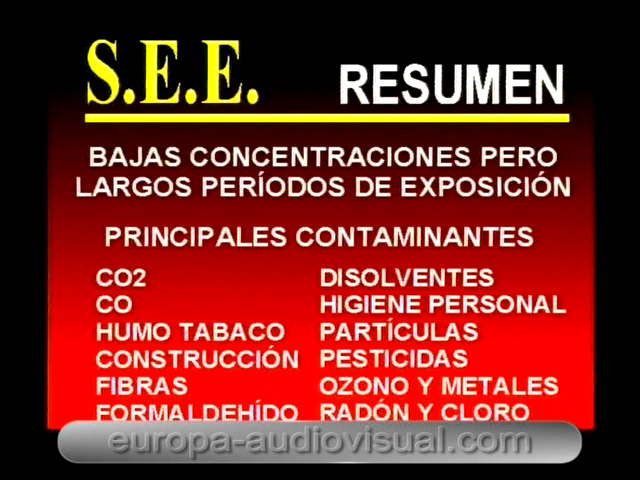 S.E.E. RESUMEN
BAJAS CONCENTRACIONES PERO
LARGOS PERÍODOS DE EXPOSICIÓN
PRINCIPALES CONTAMINANTES
CO2
CO
HUMO TABACO
CONSTRUCCIÓN
FIBRAS
FORMALDEHÍDO
DISOLVENTES
HIGIENE PERSONAL
PARTÍCULAS
PESTICIDAS
OZONO Y METALES
RADÓN Y CLORO
europa-audiovisual.com